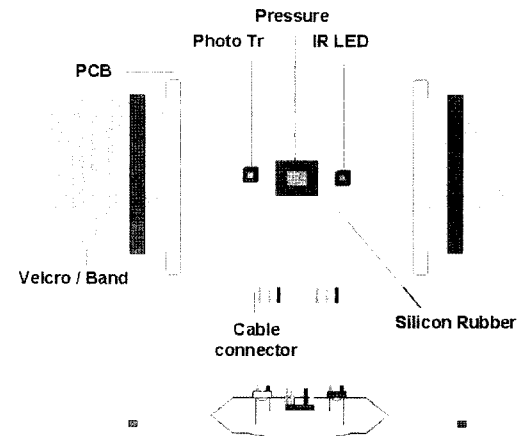 Pressure
Photo Tr
IR LED
PCB
Velcro / Band
Silicon Rubber
Cable
connector